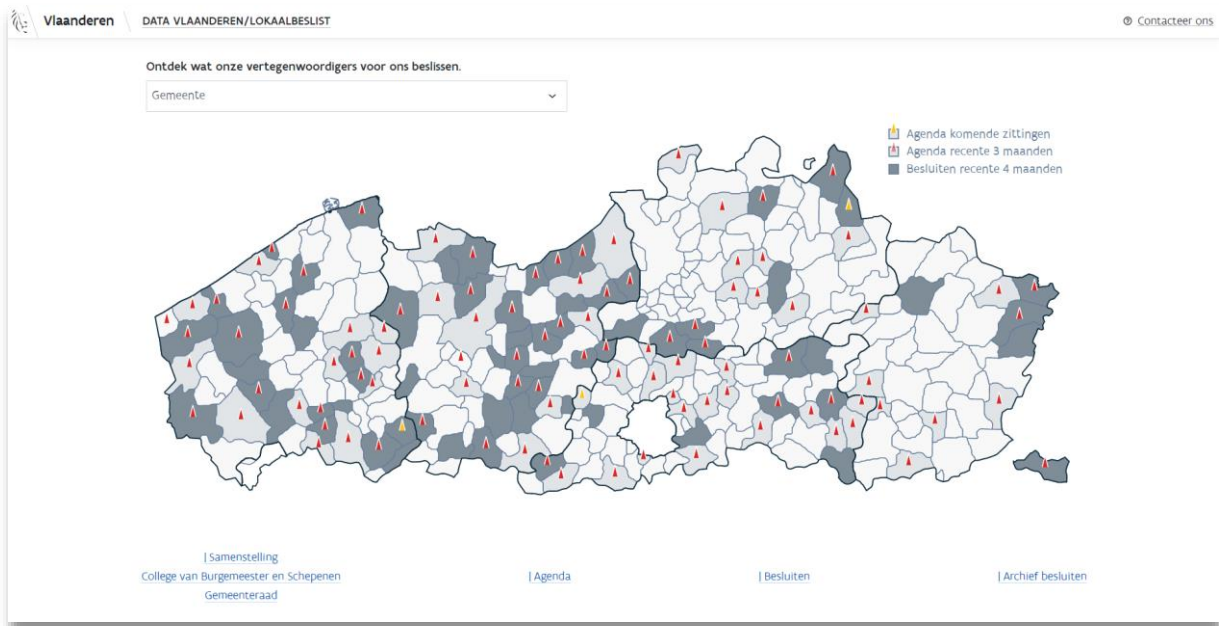 Vlaanderen
DATA VLAANDEREN/LOKAALBESLIST
Contacteer ons
Ontdek wat onze vertegenwoordigers voor ons beslissen.
Gemeente
Agenda komende zittingen
Agenda recente 3 maanden
Besluiten recente 4 maanden
| Samenstelling
College van Burgemeester en Schepenen
Gemeenteraad
| Agenda
| Besluiten
| Archief besluiten